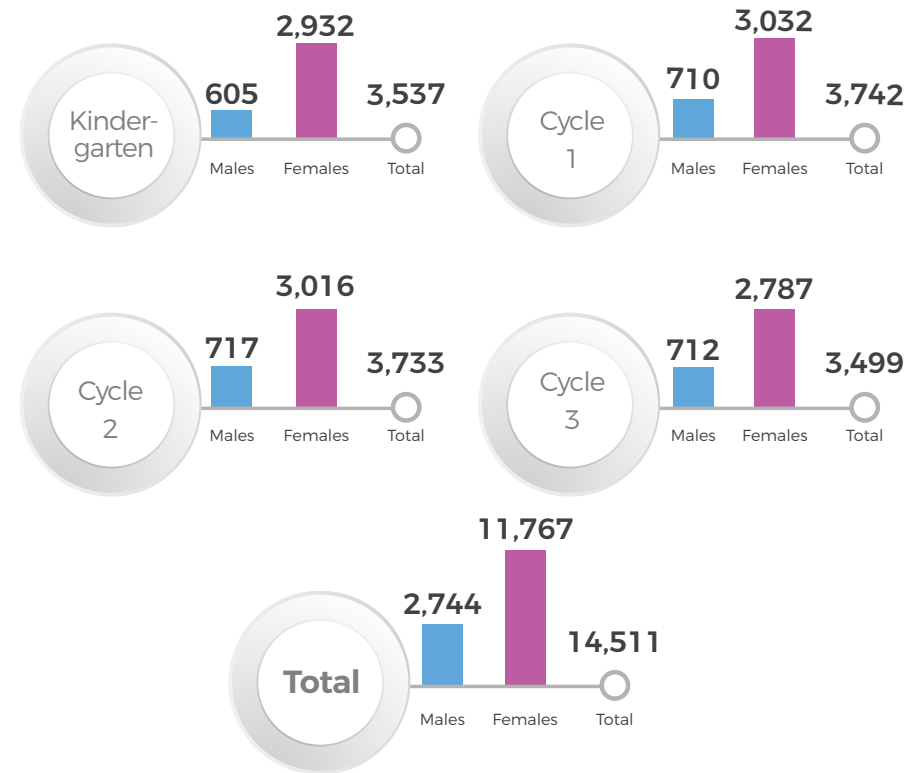 2,932
605
3,537
Kinder-
garten
Males
Females
Total
3,032
710
3,742
Cycle
1
Males
Females
Total
3,016
717
3,733
Cycle
2
Males
Females
Total
2,787
712
3,499
Cycle
3
Males
Females
Total
11,767
2,744
14,511
Total
Males
Females
Total